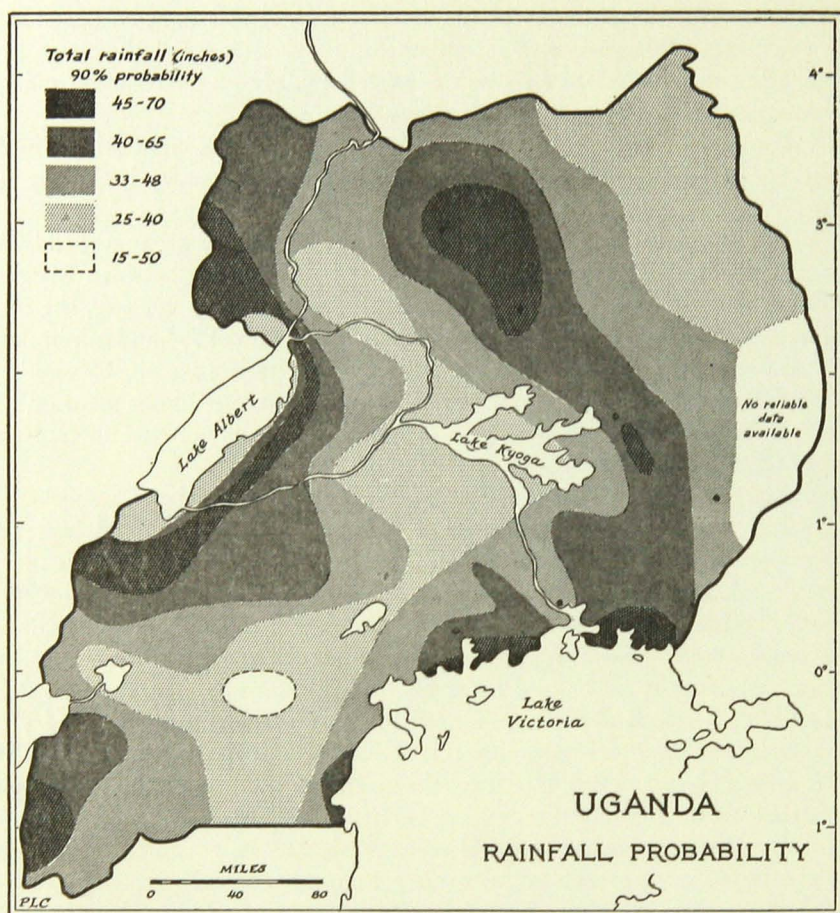 Total rainfall (inches)
90% probability
45-70
40-65
33-48
25-40
15-50
4°
3°
1°
0°
1°
No reliable
data
available
Lake Albert
Lake Kyoga
Lake
Victoria
UGANDA
RAINFALL PROBABILITY
MILES
0 40 80
PLC